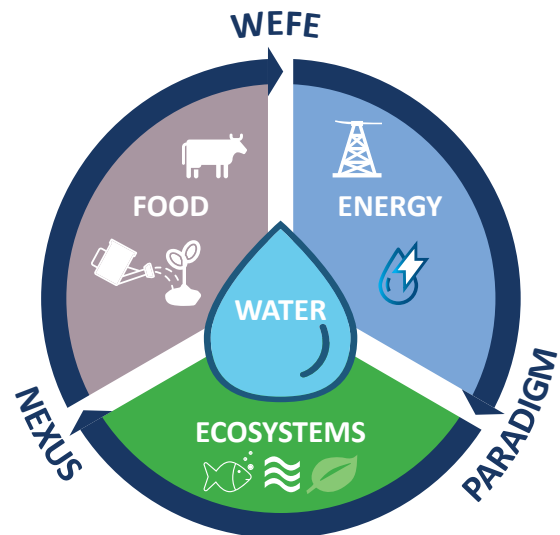 WEFE
FOOD
ENERGY
WATER
ECOSYSTEMS
NEXUS
PARADIGM